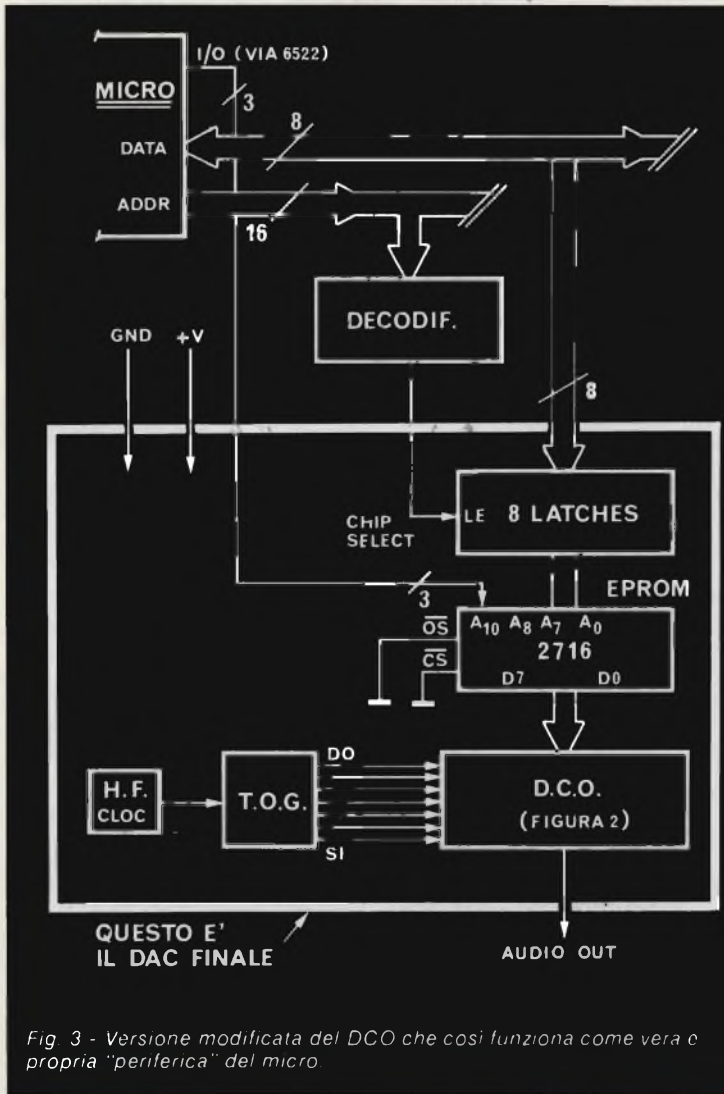 I/O (VIA 6522)
MICRO
3
8
DATA
ADDR
16
DECODIF.
GND +V
8
CHIP
SELECT
LE 8 LATCHES
EPROM
3
OS
A10 A8 A7 A0
CS
2716
D7 D0
DO
H.F.
CLOC
T.O.G.
D.C.O.
(FIGURA 2)
SI
QUESTO E'
IL DAC FINALE
AUDIO OUT
Fig. 3 - Versione modificata del DCO che così funziona come vera e
propria "periferica" del micro.